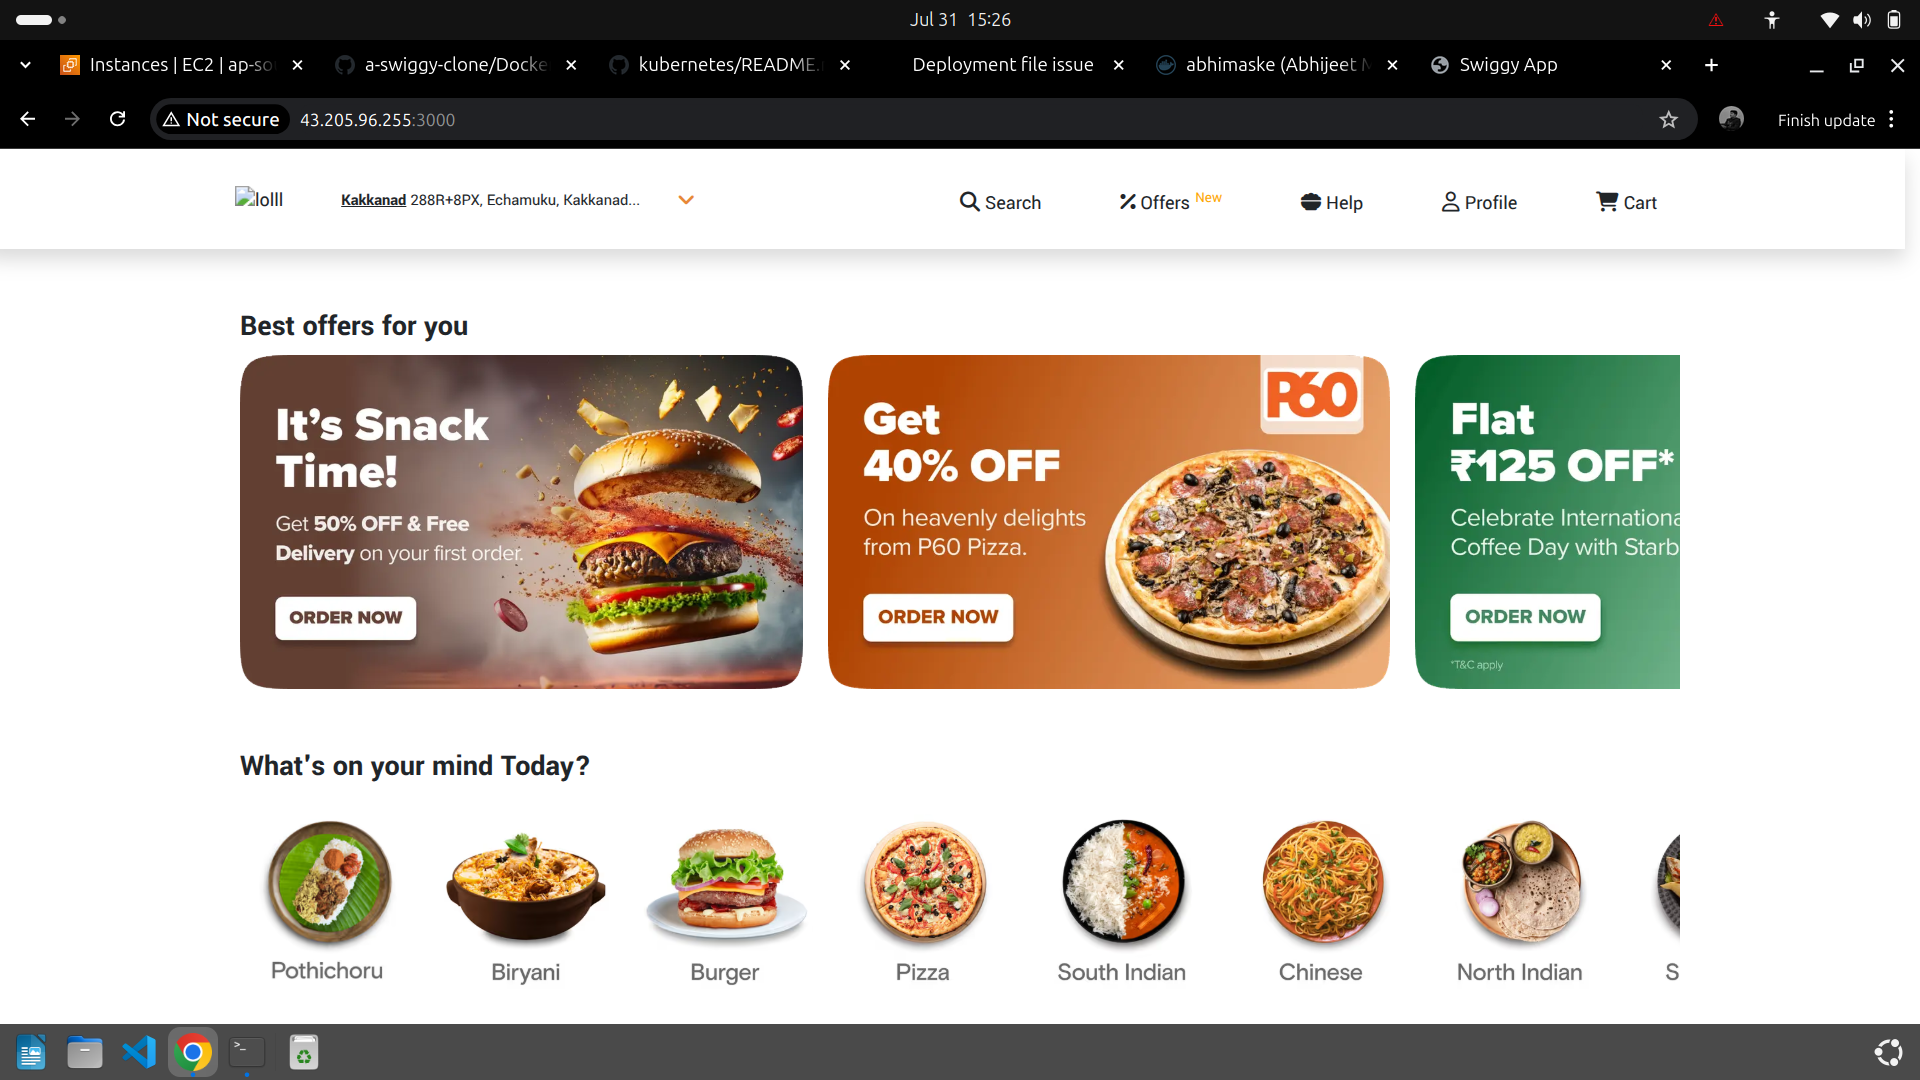 Jul 31 15:26
Instances | EC2 | ap-so
a-swiggy-clone/Docke
kubernetes/README.
Deployment file issue
abhimaske (Abhijeet M
Swiggy App
Not secure
43.205.96.255:3000
Finish update
lolll
Kakkanad 288R+8PX, Echamuku, Kakkanad...
Search
Offers New
Help
Profile
Cart
Best offers for you
It's Snack
Time!
Get 50% OFF & Free
Delivery on your first order.
ORDER NOW
P60
Get
40% OFF
On heavenly delights
from P60 Pizza.
ORDER NOW
Flat
₹125 OFF*
Celebrate Internationa
Coffee Day with Starb
ORDER NOW
*T&C apply
What's on your mind Today?
Pothichoru
Biryani
Burger
Pizza
South Indian
Chinese
North Indian
S